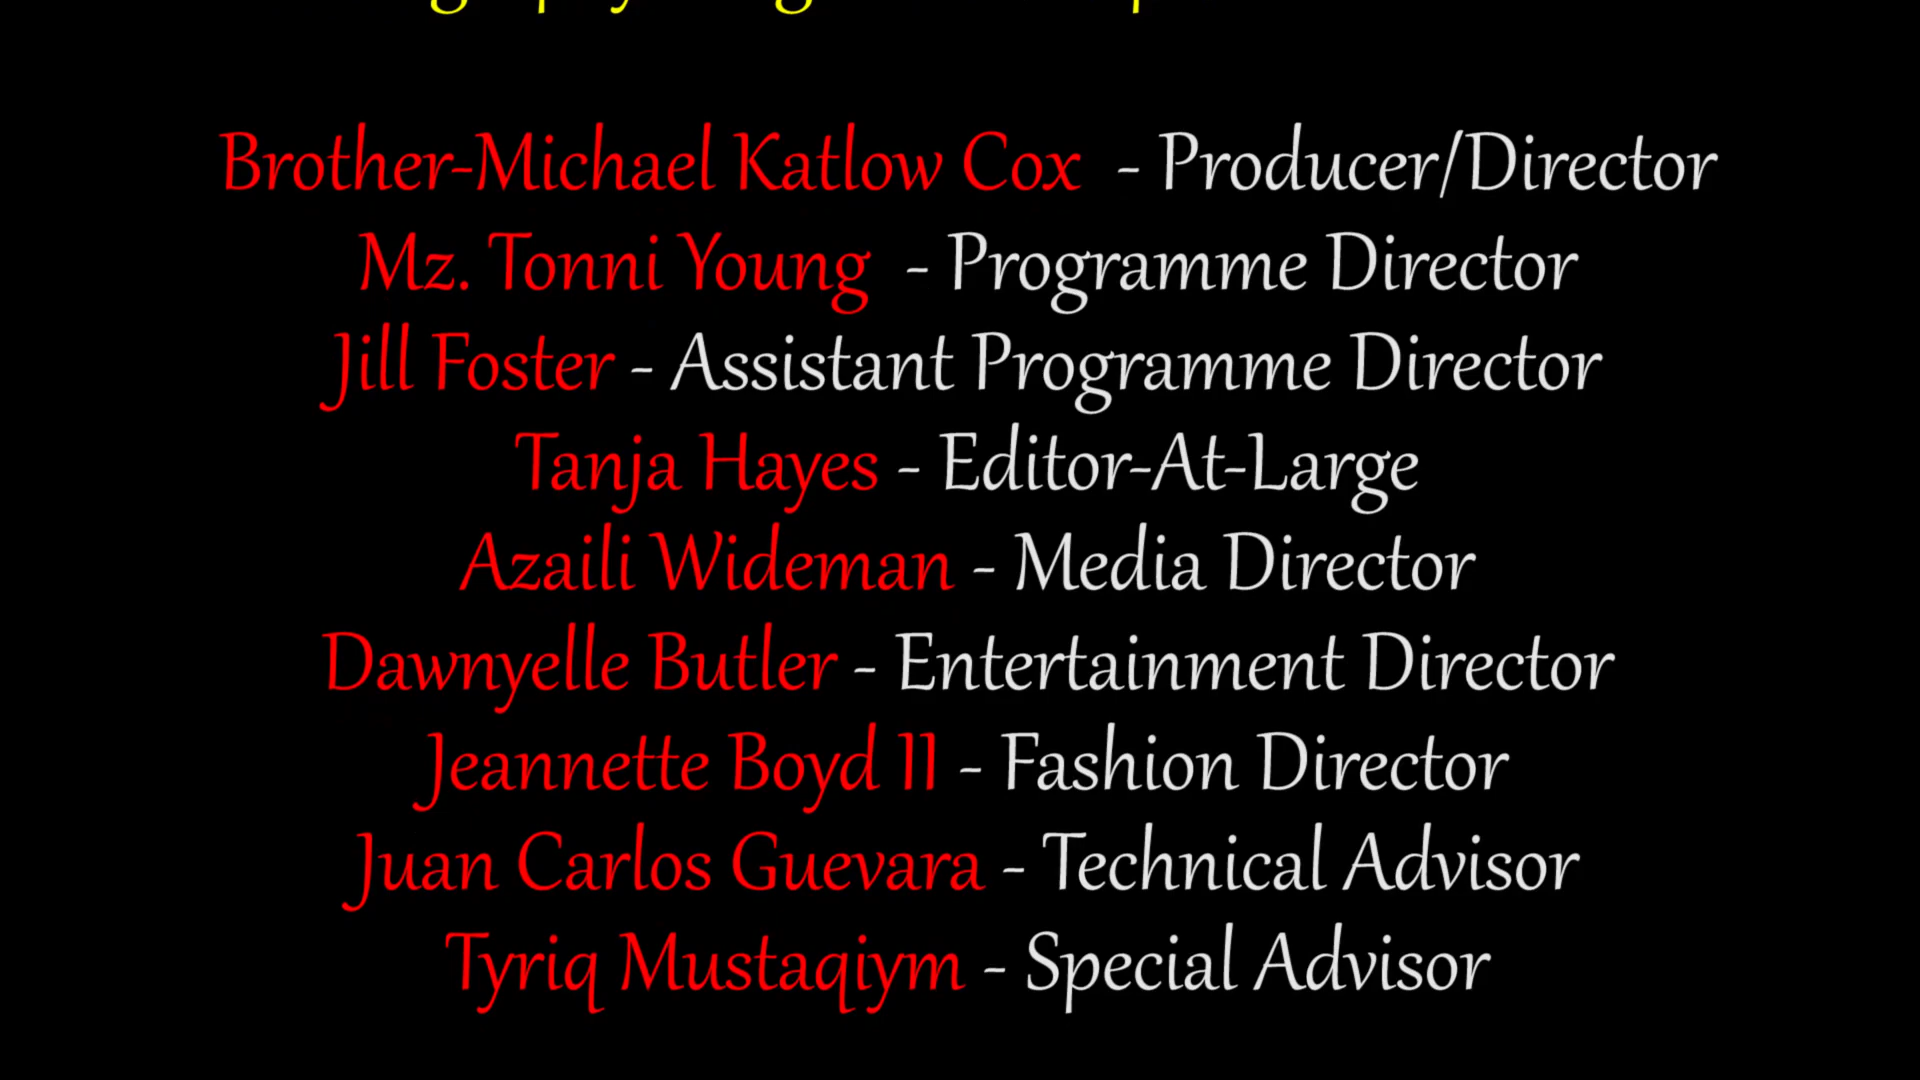 Brother-Michael Katlow Cox - Producer/Director
Mz. Tonni Young - Programme Director
Jill Foster - Assistant Programme Director
Tanja Hayes - Editor-At-Large
Azaili Wideman - Media Director
Dawnyelle Butler - Entertainment Director
Jeannette Boyd II - Fashion Director
Juan Carlos Guevara - Technical Advisor
Tyriq Mustaqiym - Special Advisor